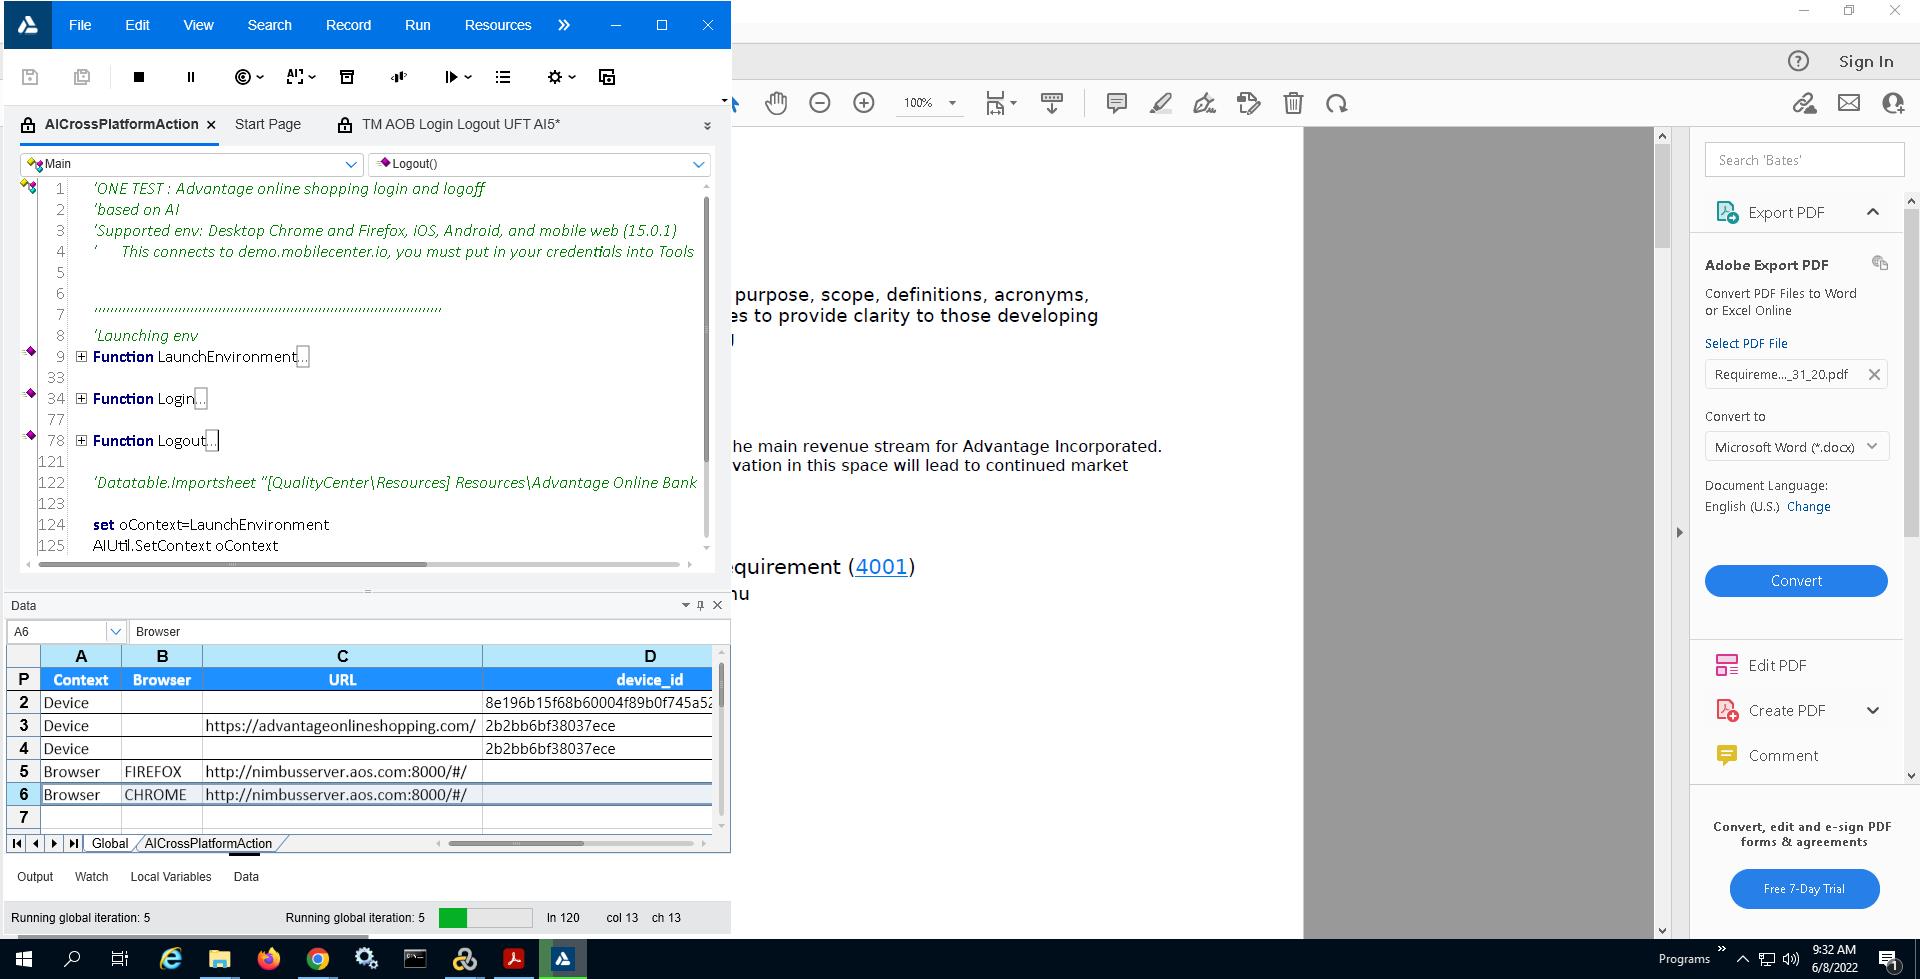 File Edit View Search Record Run Resources
Sign In
100%
AICrossPlatformAction Start Page TM AOB Login Logout UFT AI5*
Main Logout()
1 'ONE TEST : Advantage online shopping login and logoff
2 'based on AI
3 'Supported env: Desktop Chrome and Firefox, iOS, Android, and mobile web (15.0.1)
4 ' This connects to demo.mobilecenter.io, you must put in your credentials into Tools
5
6
7
8 'Launching env
9 Function LaunchEnvironment...
33
34 Function Login...
77
78 Function Logout...
121
122 'Datatable.Importsheet "[QualityCenter\Resources] Resources\Advantage Online Bank
123
124 set oContext=LaunchEnvironment
125 AIUtil.SetContext oContext
Data
A6 Browser
A B C D
P Context Browser URL device_id
2 Device 8e196b15f68b60004f89b0f745a52
3 Device https://advantageonlineshopping.com/ 2b2bb6bf38037ece
4 Device 2b2bb6bf38037ece
5 Browser FIREFOX http://nimbusserver.aos.com:8000/#/
6 Browser CHROME http://nimbusserver.aos.com:8000/#/
7
Global AICrossPlatformAction
Output Watch Local Variables Data
Running global iteration: 5 Running global iteration: 5 ln 120 col 13 ch 13
purpose, scope, definitions, acronyms,
es to provide clarity to those developing
he main revenue stream for Advantage Incorporated.
vation in this space will lead to continued market
equirement (4001)
nu
Search 'Bates'
Export PDF
Adobe Export PDF
Convert PDF Files to Word
or Excel Online
Select PDF File
Requireme..._31_20.pdf
Convert to
Microsoft Word (*.docx)
Document Language:
English (U.S.) Change
Convert
Edit PDF
Create PDF
Comment
Convert, edit and e-sign PDF
forms & agreements
Free 7-Day Trial
Programs
9:32 AM
6/8/2022
1